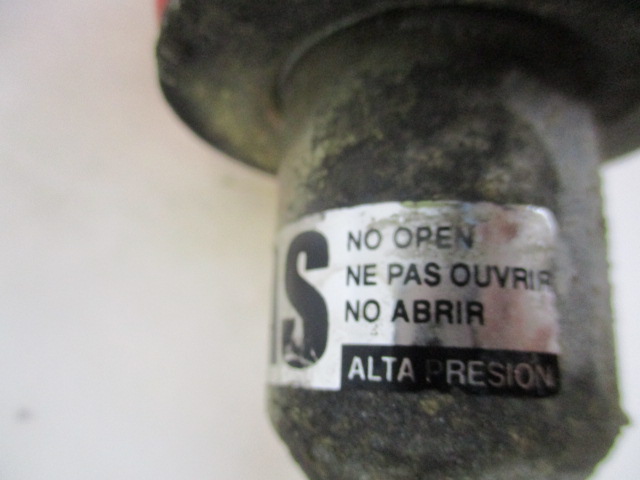 NO OPEN
NE PAS OUVRIR
NO ABRIR
ALTA PRESION